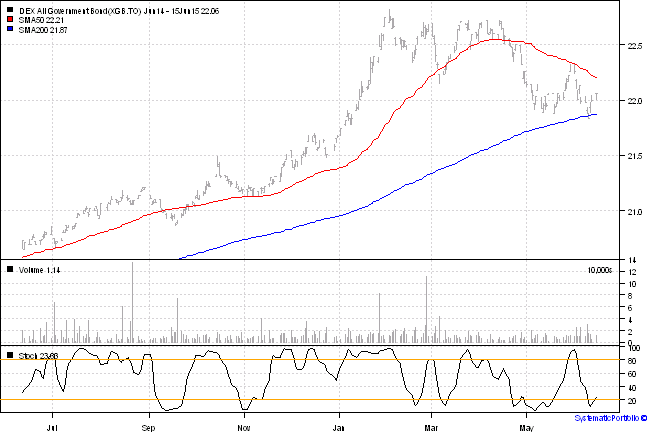 DEX All Government Bond(XGB.TO) Jun14 - 15Jun15 22.06
SMA50 22.21
SMA200 21.87
22.5
22.0
21.5
21.0
14
Volume 1.14
10,000s
12
10
8
6
4
2
0
100
Stoch 23.68
80
60
40
20
Jul Sep Nov Jan Mar May
SystematicPortfolio ©